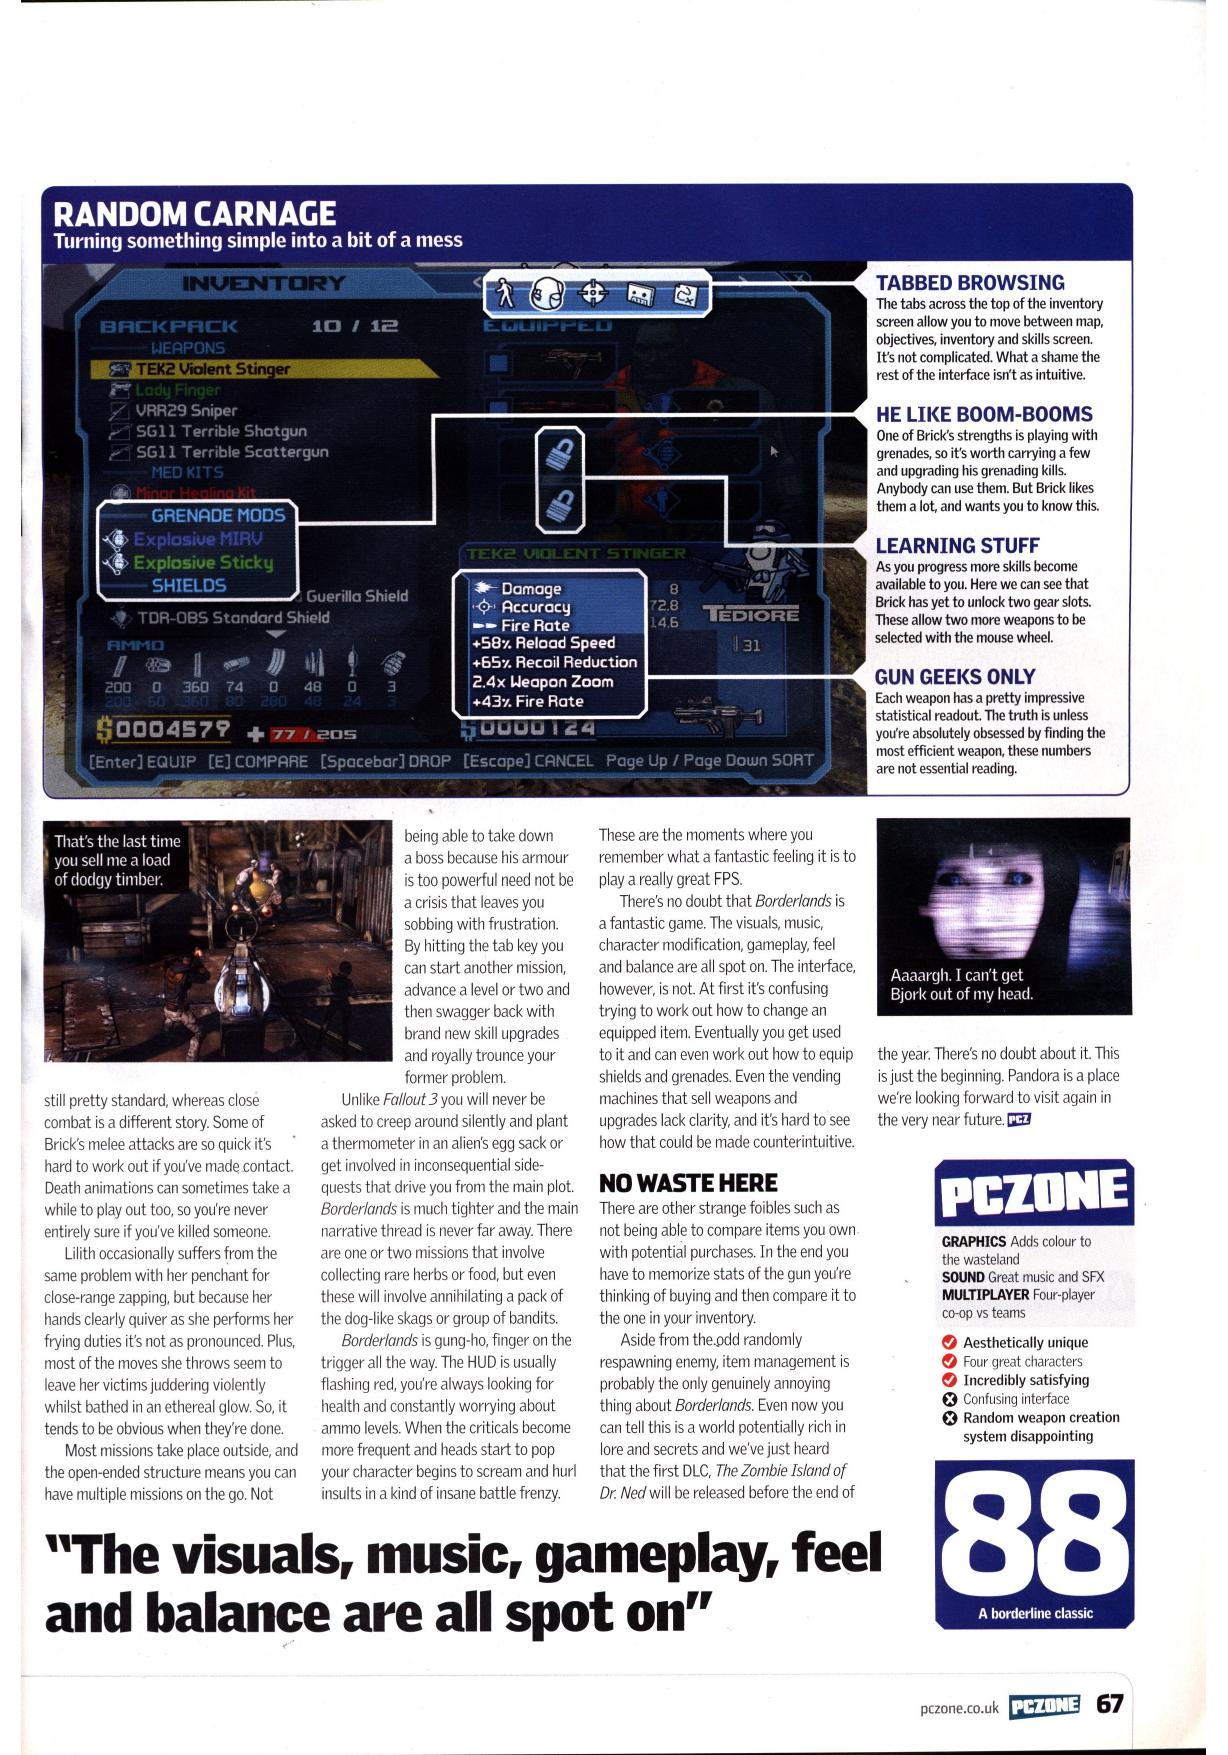 RANDOM CARNAGE
Turning something simple into a bit of a mess
INVENTORY
BACKPACK 10 / 12
WEAPONS
TEK2 Violent Stinger
Lady Finger
VRR29 Sniper
SG11 Terrible Shotgun
SG11 Terrible Scattergun
MED KITS
Minor Healing Kit
GRENADE MODS
Explosive MIRV
Explosive Sticky
SHIELDS
Guerilla Shield
TDR-OBS Standard Shield
AMMO
200 0 360 74 0 48 0 3
200 60 360 80 280 48 24 3
$0004579 + 77 / 205
EQUIPPED
TEK2 VIOLENT STINGER
Damage 8
Accuracy 72.8
Fire Rate 14.6
+58% Reload Speed
+65% Recoil Reduction
2.4x Weapon Zoom
+43% Fire Rate
TEDIORE
31
$0000124
[Enter] EQUIP [E] COMPARE [Spacebar] DROP [Escape] CANCEL Page Up / Page Down SORT
TABBED BROWSING
The tabs across the top of the inventory
screen allow you to move between map,
objectives, inventory and skills screen.
It's not complicated. What a shame the
rest of the interface isn't as intuitive.
HE LIKE BOOM-BOOMS
One of Brick's strengths is playing with
grenades, so it's worth carrying a few
and upgrading his grenading kills.
Anybody can use them. But Brick likes
them a lot, and wants you to know this.
LEARNING STUFF
As you progress more skills become
available to you. Here we can see that
Brick has yet to unlock two gear slots.
These allow two more weapons to be
selected with the mouse wheel.
GUN GEEKS ONLY
Each weapon has a pretty impressive
statistical readout. The truth is unless
you're absolutely obsessed by finding the
most efficient weapon, these numbers
are not essential reading.
That's the last time
you sell me a load
of dodgy timber.
still pretty standard, whereas close
combat is a different story. Some of
Brick's melee attacks are so quick it's
hard to work out if you've made contact.
Death animations can sometimes take a
while to play out too, so you're never
entirely sure if you've killed someone.
Lilith occasionally suffers from the
same problem with her penchant for
close-range zapping, but because her
hands clearly quiver as she performs her
frying duties it's not as pronounced. Plus,
most of the moves she throws seem to
leave her victims juddering violently
whilst bathed in an ethereal glow. So, it
tends to be obvious when they're done.
Most missions take place outside, and
the open-ended structure means you can
have multiple missions on the go. Not
being able to take down
a boss because his armour
is too powerful need not be
a crisis that leaves you
sobbing with frustration.
By hitting the tab key you
can start another mission,
advance a level or two and
then swagger back with
brand new skill upgrades
and royally trounce your
former problem.
Unlike Fallout 3 you will never be
asked to creep around silently and plant
a thermometer in an alien's egg sack or
get involved in inconsequential side-
quests that drive you from the main plot.
Borderlands is much tighter and the main
narrative thread is never far away. There
are one or two missions that involve
collecting rare herbs or food, but even
these will involve annihilating a pack of
the dog-like skags or group of bandits.
Borderlands is gung-ho, finger on the
trigger all the way. The HUD is usually
flashing red, you're always looking for
health and constantly worrying about
ammo levels. When the criticals become
more frequent and heads start to pop
your character begins to scream and hurl
insults in a kind of insane battle frenzy.
These are the moments where you
remember what a fantastic feeling it is to
play a really great FPS.
There's no doubt that Borderlands is
a fantastic game. The visuals, music,
character modification, gameplay, feel
and balance are all spot on. The interface,
however, is not. At first it's confusing
trying to work out how to change an
equipped item. Eventually you get used
to it and can even work out how to equip
shields and grenades. Even the vending
machines that sell weapons and
upgrades lack clarity, and it's hard to see
how that could be made counterintuitive.
NO WASTE HERE
There are other strange foibles such as
not being able to compare items you own
with potential purchases. In the end you
have to memorize stats of the gun you're
thinking of buying and then compare it to
the one in your inventory.
Aside from the odd randomly
respawning enemy, item management is
probably the only genuinely annoying
thing about Borderlands. Even now you
can tell this is a world potentially rich in
lore and secrets and we've just heard
that the first DLC, The Zombie Island of
Dr. Ned will be released before the end of
Aaaargh. I can't get
Bjork out of my head.
the year. There's no doubt about it. This
is just the beginning. Pandora is a place
we're looking forward to visit again in
the very near future. PCZ
PCZONE
GRAPHICS Adds colour to
the wasteland
SOUND Great music and SFX
MULTIPLAYER Four-player
co-op vs teams
Aesthetically unique
Four great characters
Incredibly satisfying
Confusing interface
Random weapon creation
system disappointing
88
A borderline classic
"The visuals, music, gameplay, feel
and balance are all spot on"
pczone.co.uk PCZONE 67